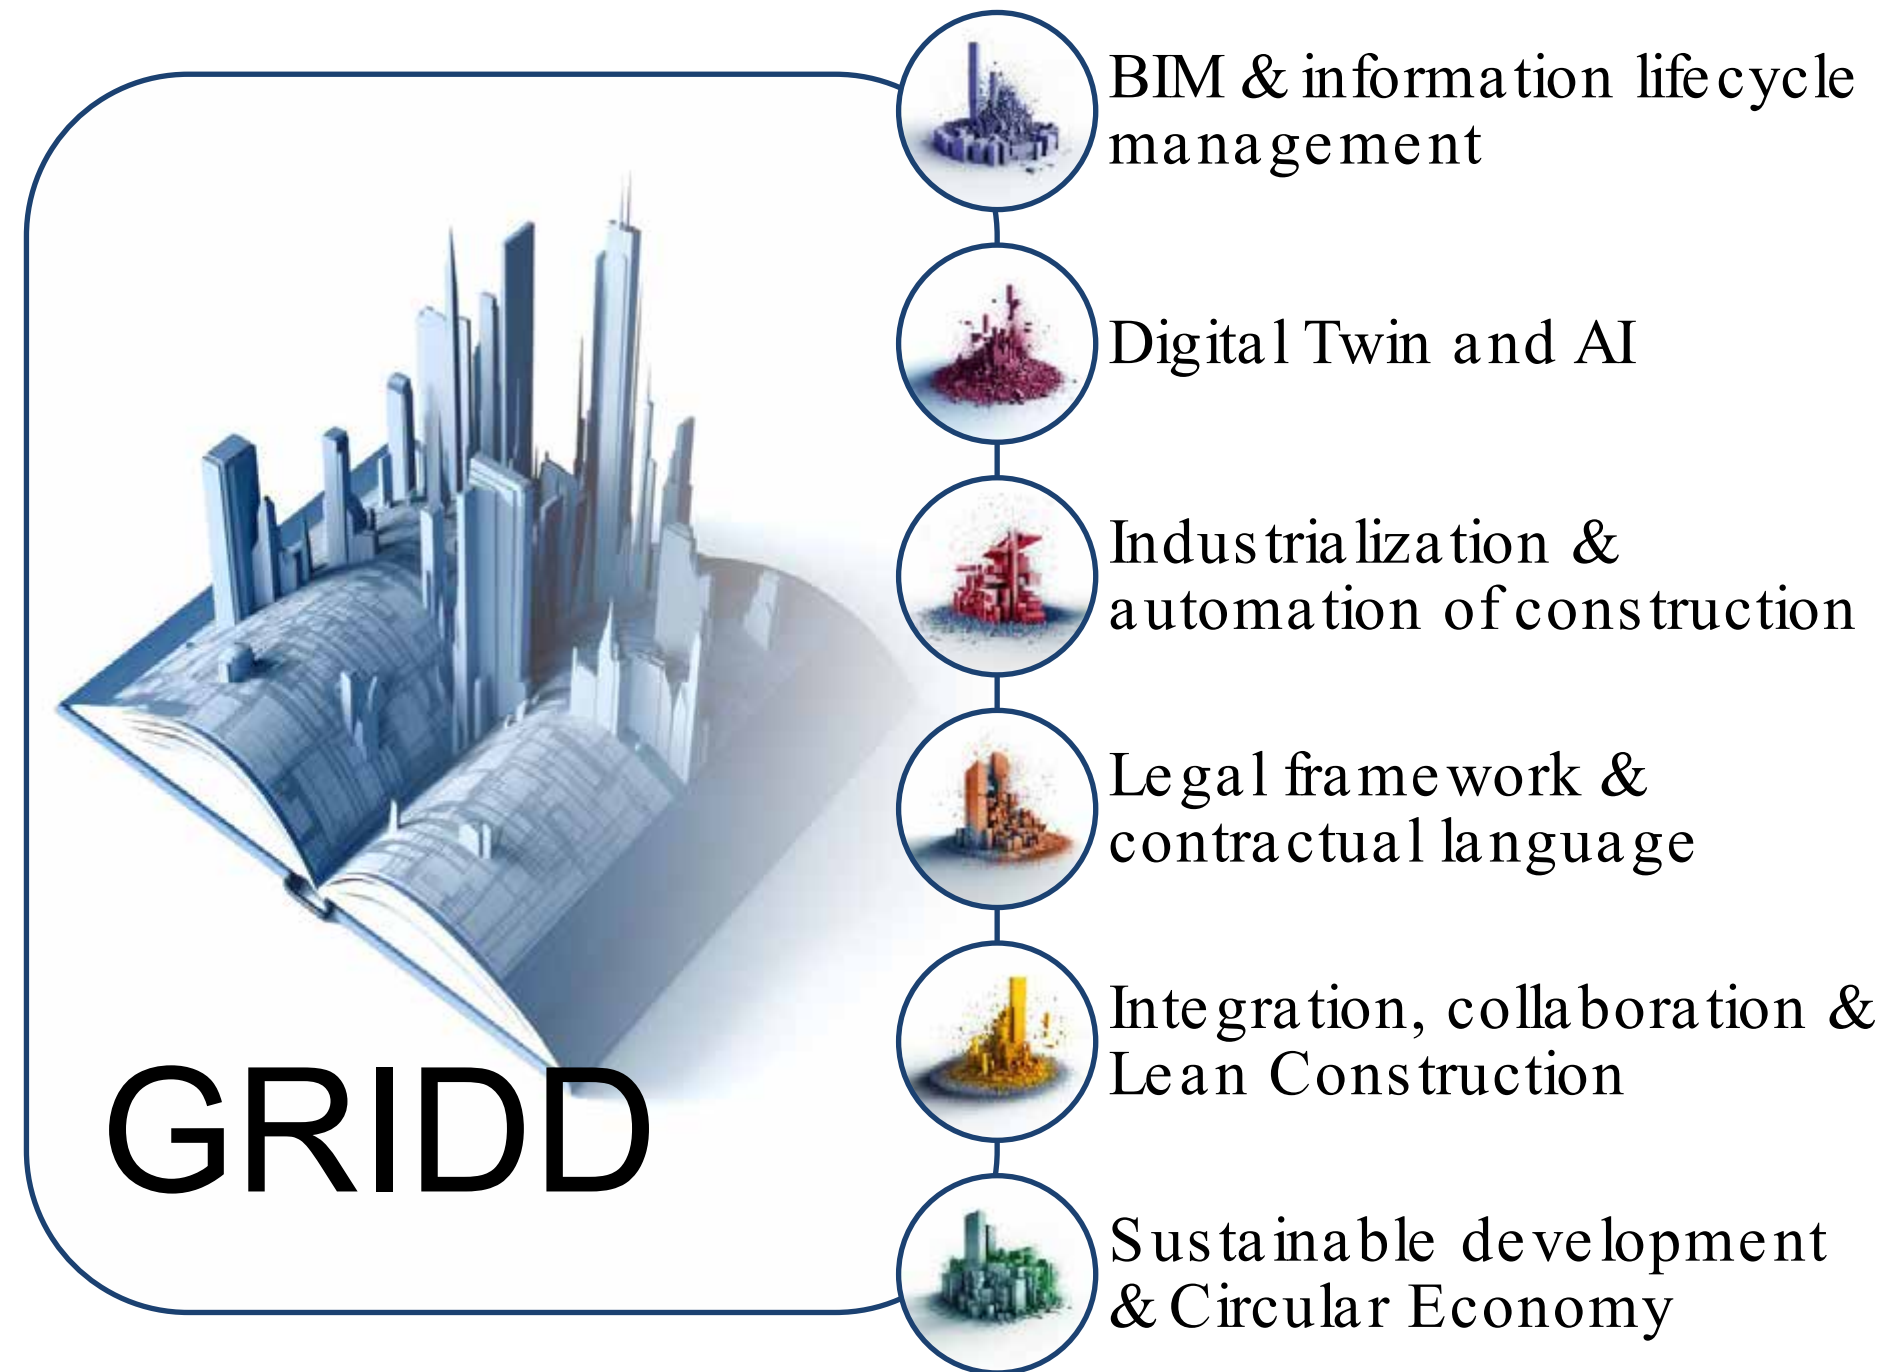 GRIDD
BIM & information lifecycle
management
Digital Twin and AI
Industrialization &
automation of construction
Legal framework &
contractual language
Integration, collaboration &
Lean Construction
Sustainable development
& Circular Economy